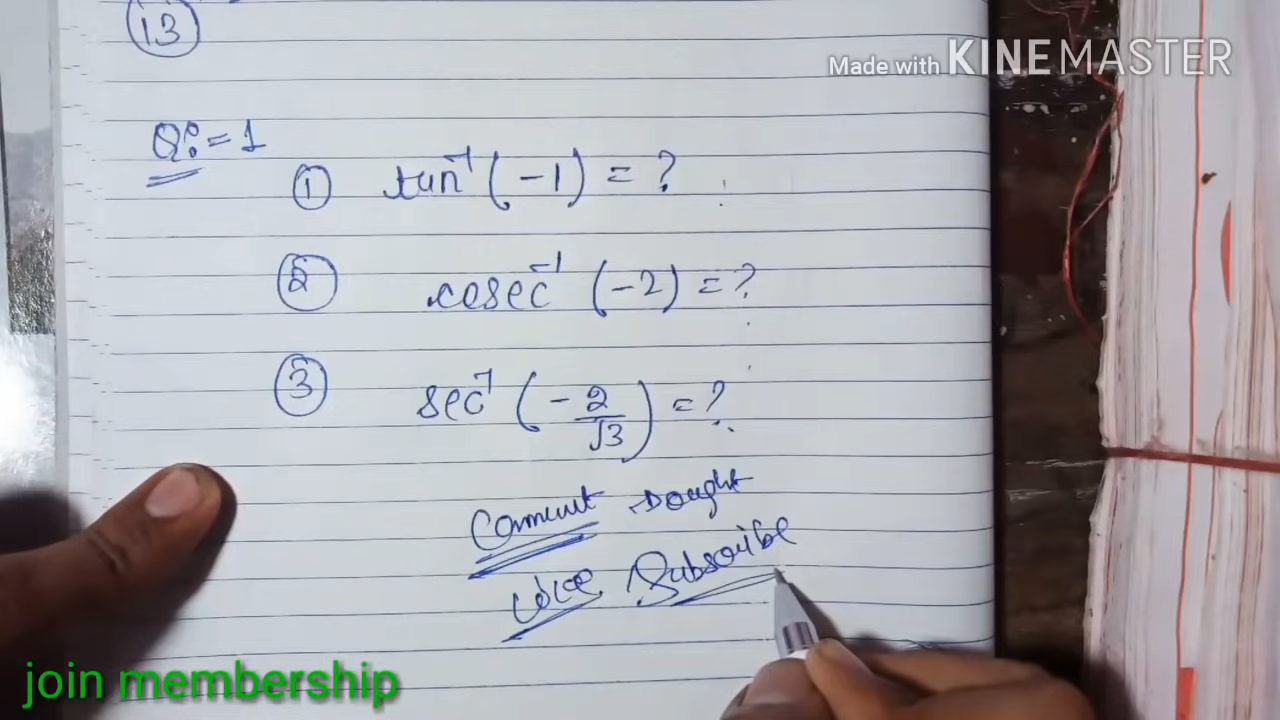 13
Made with KINEMASTER
Q:=1
① tan⁻¹(-1) = ?
② cosec⁻¹ (-2) = ?
③ sec⁻¹ (-2/√3) = ?
Comment Dought
Like Subscribe
join membership